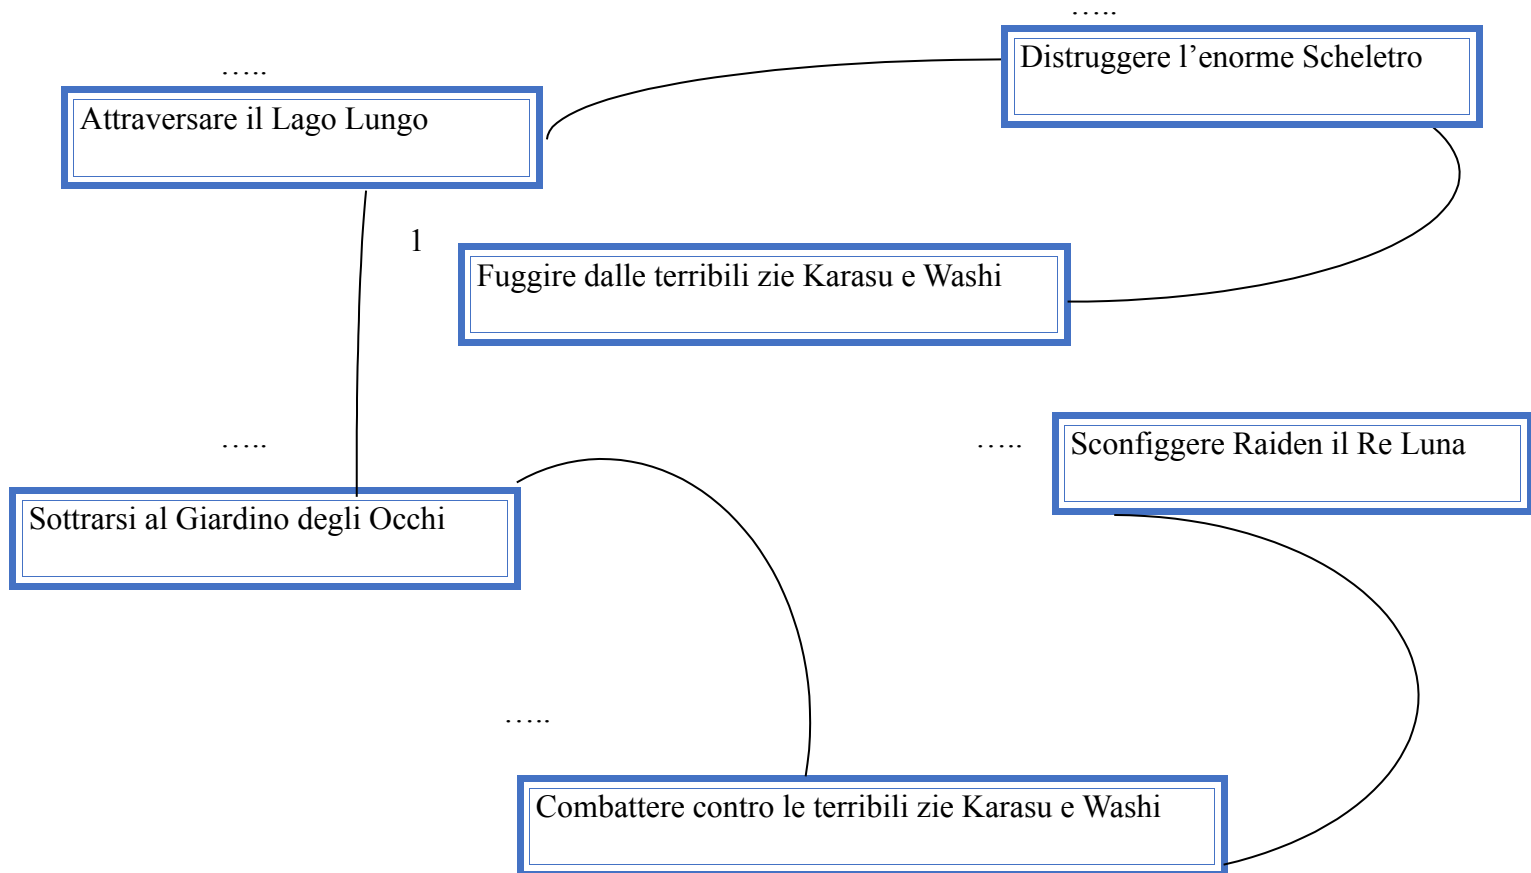 …..
Distruggere l’enorme Scheletro
…..
Attraversare il Lago Lungo
1
Fuggire dalle terribili zie Karasu e Washi
…..
…..
Sconfiggere Raiden il Re Luna
Sottrarsi al Giardino degli Occhi
…..
Combattere contro le terribili zie Karasu e Washi